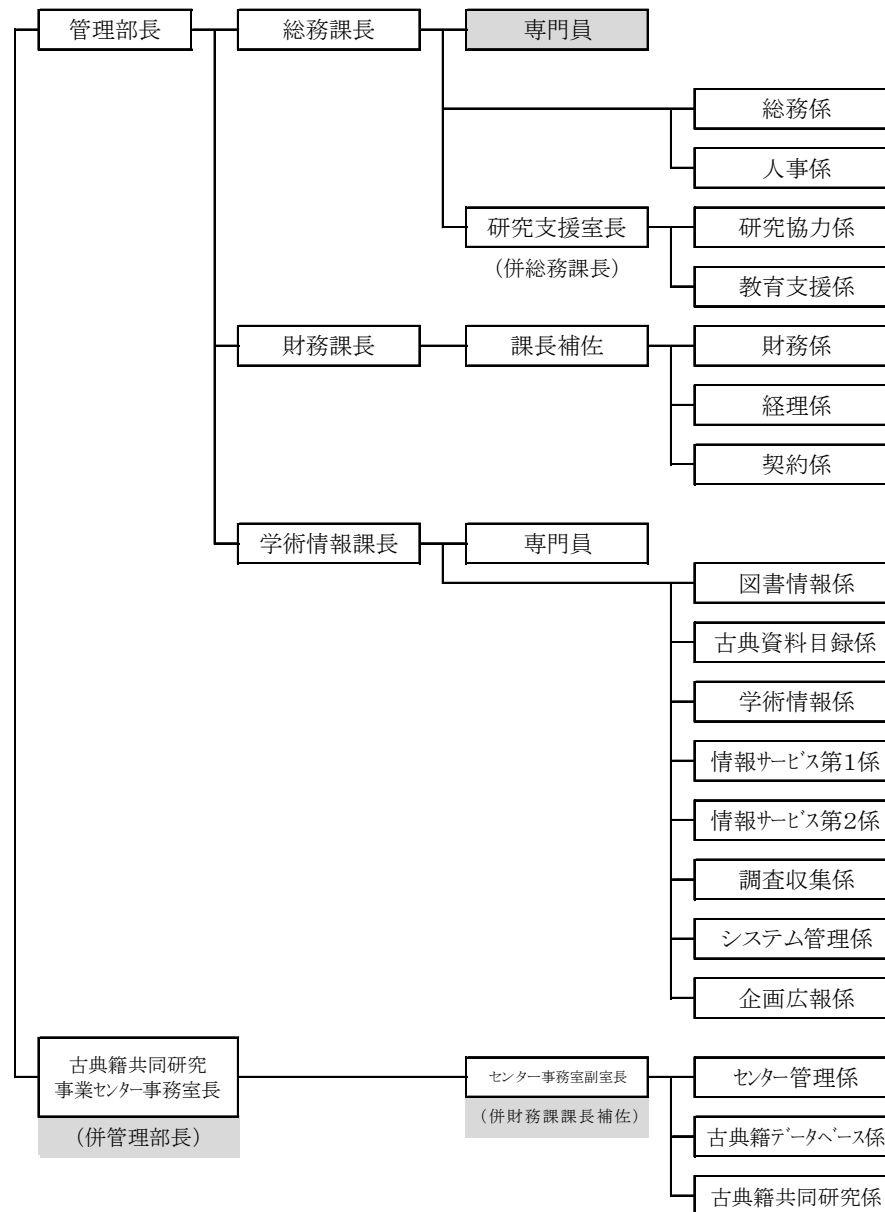 管理部長
総務課長
専門員
総務係
人事係
研究支援室長
(併総務課長)
研究協力係
教育支援係
財務課長
課長補佐
財務係
経理係
契約係
学術情報課長
専門員
図書情報係
古典資料目録係
学術情報係
情報ｻｰﾋﾞｽ第1係
情報ｻｰﾋﾞｽ第2係
調査収集係
システム管理係
企画広報係
古典籍共同研究
事業ｾﾝﾀｰ事務室長
(併管理部長)
センター事務室副室長
(併財務課課長補佐)
ｾﾝﾀｰ管理係
古典籍ﾃﾞｰﾀﾍﾞｰｽ係
古典籍共同研究係